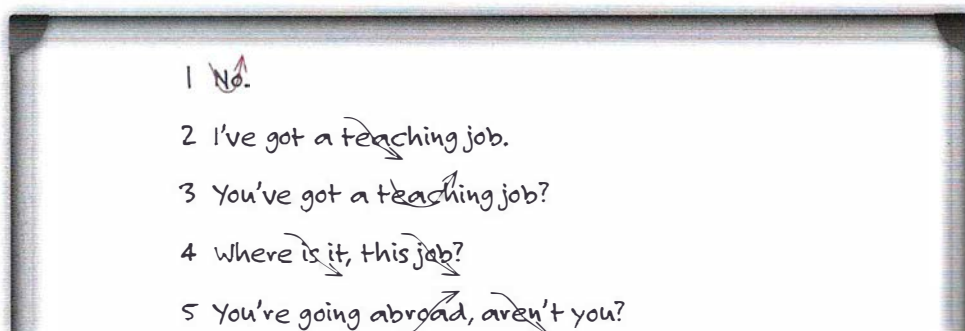 1 No.
2 I've got a teaching job.
3 You've got a teaching job?
4 Where is it, this job?
5 You're going abroad, aren't you?